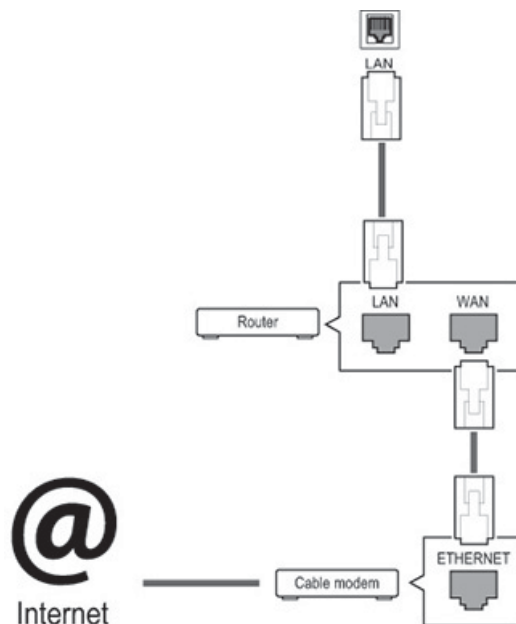 LAN
LAN
WAN
Router
ETHERNET
Cable modem
@
Internet